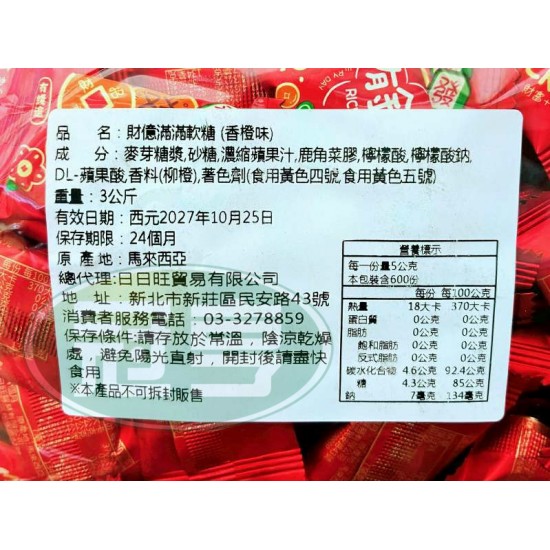 品　　名:財億滿滿軟糖 (香橙味)
成　　分:麥芽糖漿,砂糖,濃縮蘋果汁,鹿角菜膠,檸檬酸,檸檬酸鈉,
DL-蘋果酸,香料(柳橙),著色劑(食用黃色四號,食用黃色五號)
重量：3公斤
有效日期：西元2027年10月25日
保存期限：24個月
原 產 地：馬來西亞
總代理:日日旺貿易有限公司
地　址：新北市新莊區民安路43號
消費者服務電話：03-3278859
保存條件:請存放於常溫，陰涼乾燥
處，避免陽光直射，開封後請盡快
食用
※本產品不可拆封販售
營養標示
每一份量5公克
本包裝含600份
每份 每100公克
熱量 18大卡 370大卡
蛋白質 0公克 0公克
脂肪 0公克 0公克
飽和脂肪 0公克 0公克
反式脂肪 0公克 0公克
碳水化合物 4.6公克 92.4公克
糖 4.3公克 85公克
鈉 7毫克 134毫克